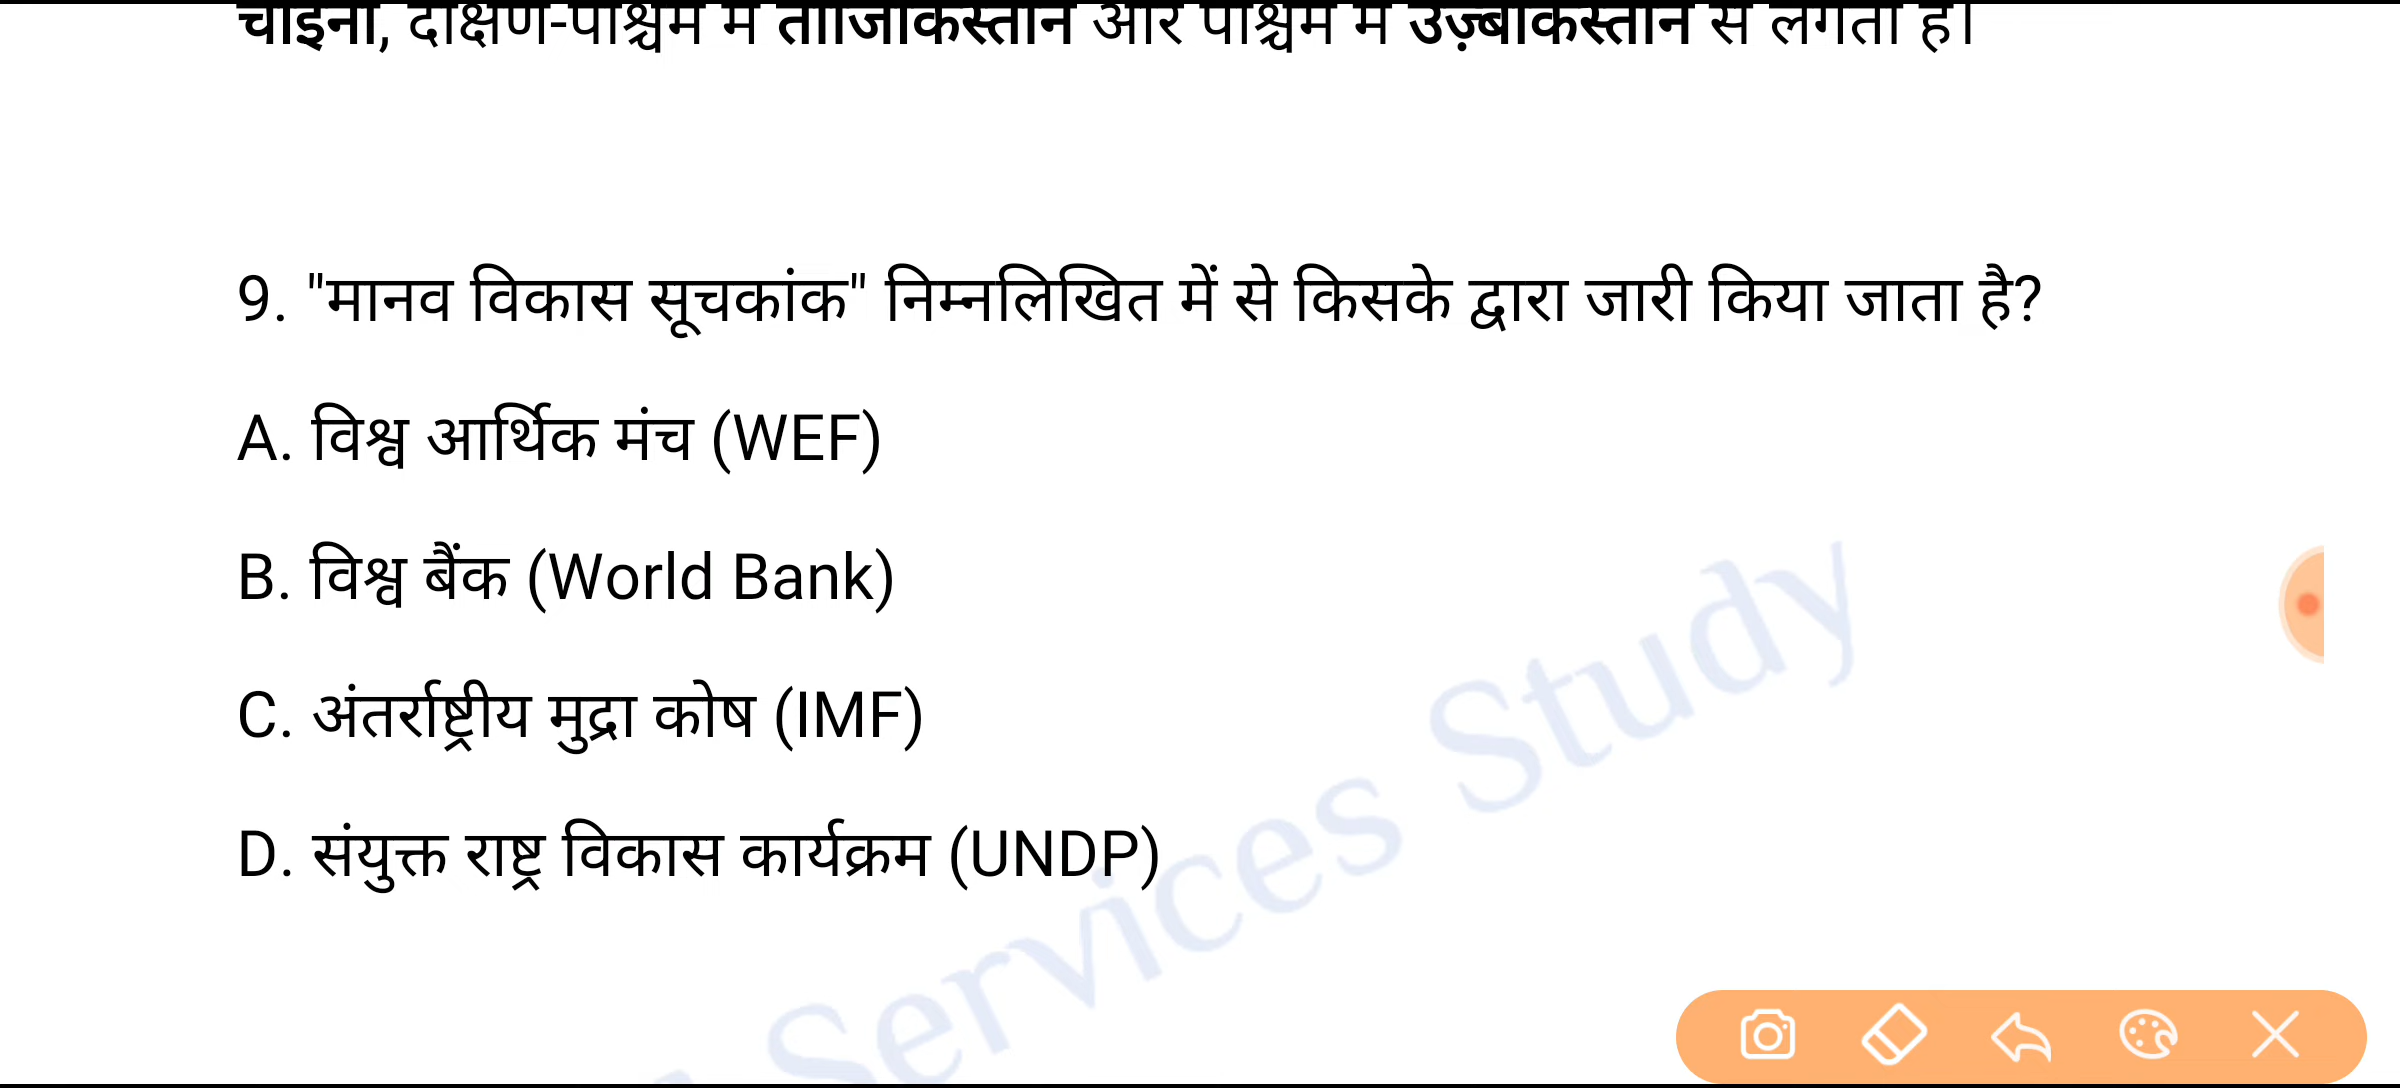 चाइना, दक्षिण-पश्चिम में ताजिकिस्तान और पश्चिम में उज़्बेकिस्तान से लगती है।
9. "मानव विकास सूचकांक" निम्नलिखित में से किसके द्वारा जारी किया जाता है?
A. विश्व आर्थिक मंच (WEF)
B. विश्व बैंक (World Bank)
C. अंतर्राष्ट्रीय मुद्रा कोष (IMF)
D. संयुक्त राष्ट्र विकास कार्यक्रम (UNDP)
Services Study